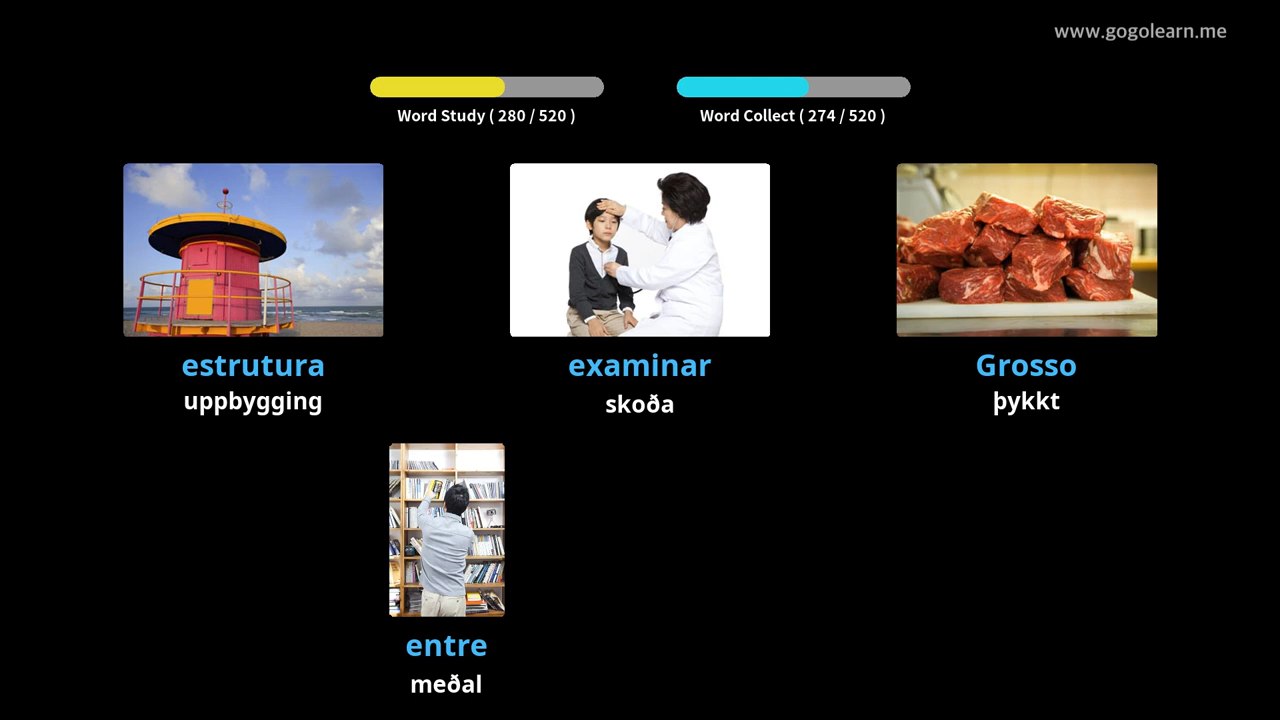 www.gogolearn.me
Word Study ( 280 / 520 )
Word Collect ( 274 / 520 )
estrutura
uppbygging
examinar
skoða
Grosso
þykkt
entre
meðal